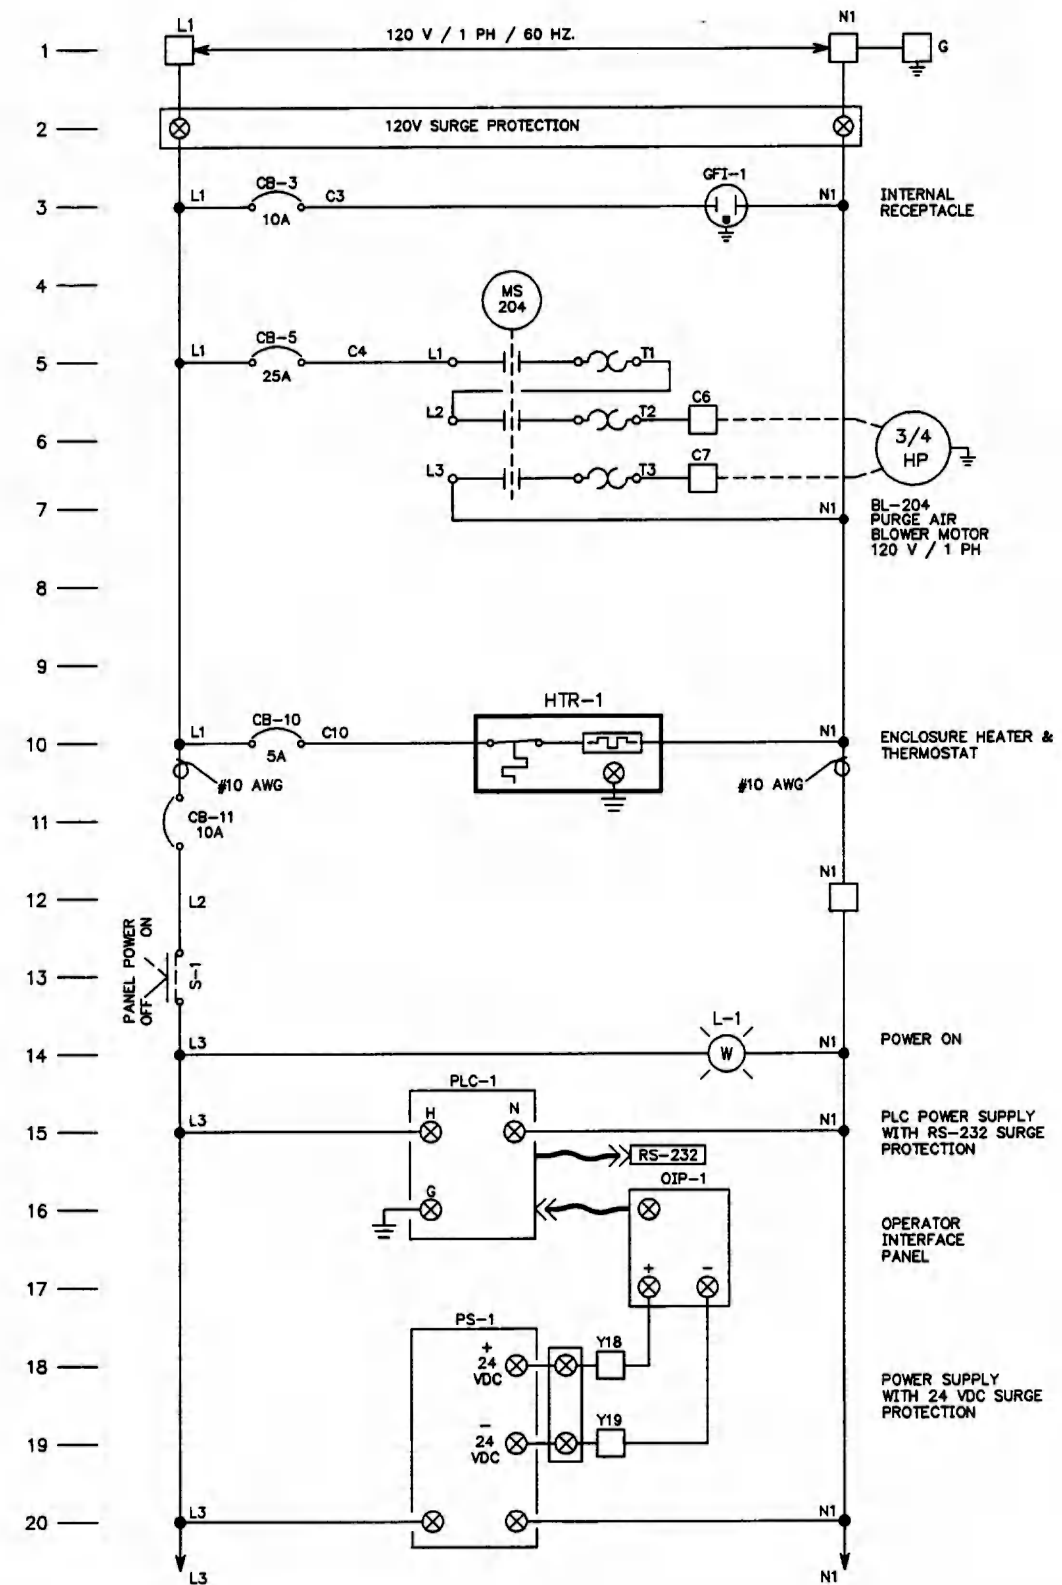 L1
N1
1
120 V / 1 PH / 60 HZ.
G
2
120V SURGE PROTECTION
3
L1
CB-3
10A
C3
GFI-1
N1
INTERNAL
RECEPTACLE
4
MS
204
5
L1
CB-5
25A
C4
L1
T1
L2
T2
C6
6
3/4
HP
L3
T3
C7
7
N1
BL-204
PURGE AIR
BLOWER MOTOR
120 V / 1 PH
8
9
HTR-1
10
L1
CB-10
5A
C10
N1
ENCLOSURE HEATER &
THERMOSTAT
#10 AWG
#10 AWG
11
CB-11
10A
N1
12
L2
PANEL POWER
OFF ON
13
S-1
L-1
14
L3
W
N1
POWER ON
PLC-1
15
L3
H
N
N1
PLC POWER SUPPLY
WITH RS-232 SURGE
PROTECTION
RS-232
OIP-1
16
G
OPERATOR
INTERFACE
PANEL
17
+
-
PS-1
18
+
24
VDC
Y18
POWER SUPPLY
WITH 24 VDC SURGE
PROTECTION
19
-
24
VDC
Y19
20
L3
N1
L3
N1